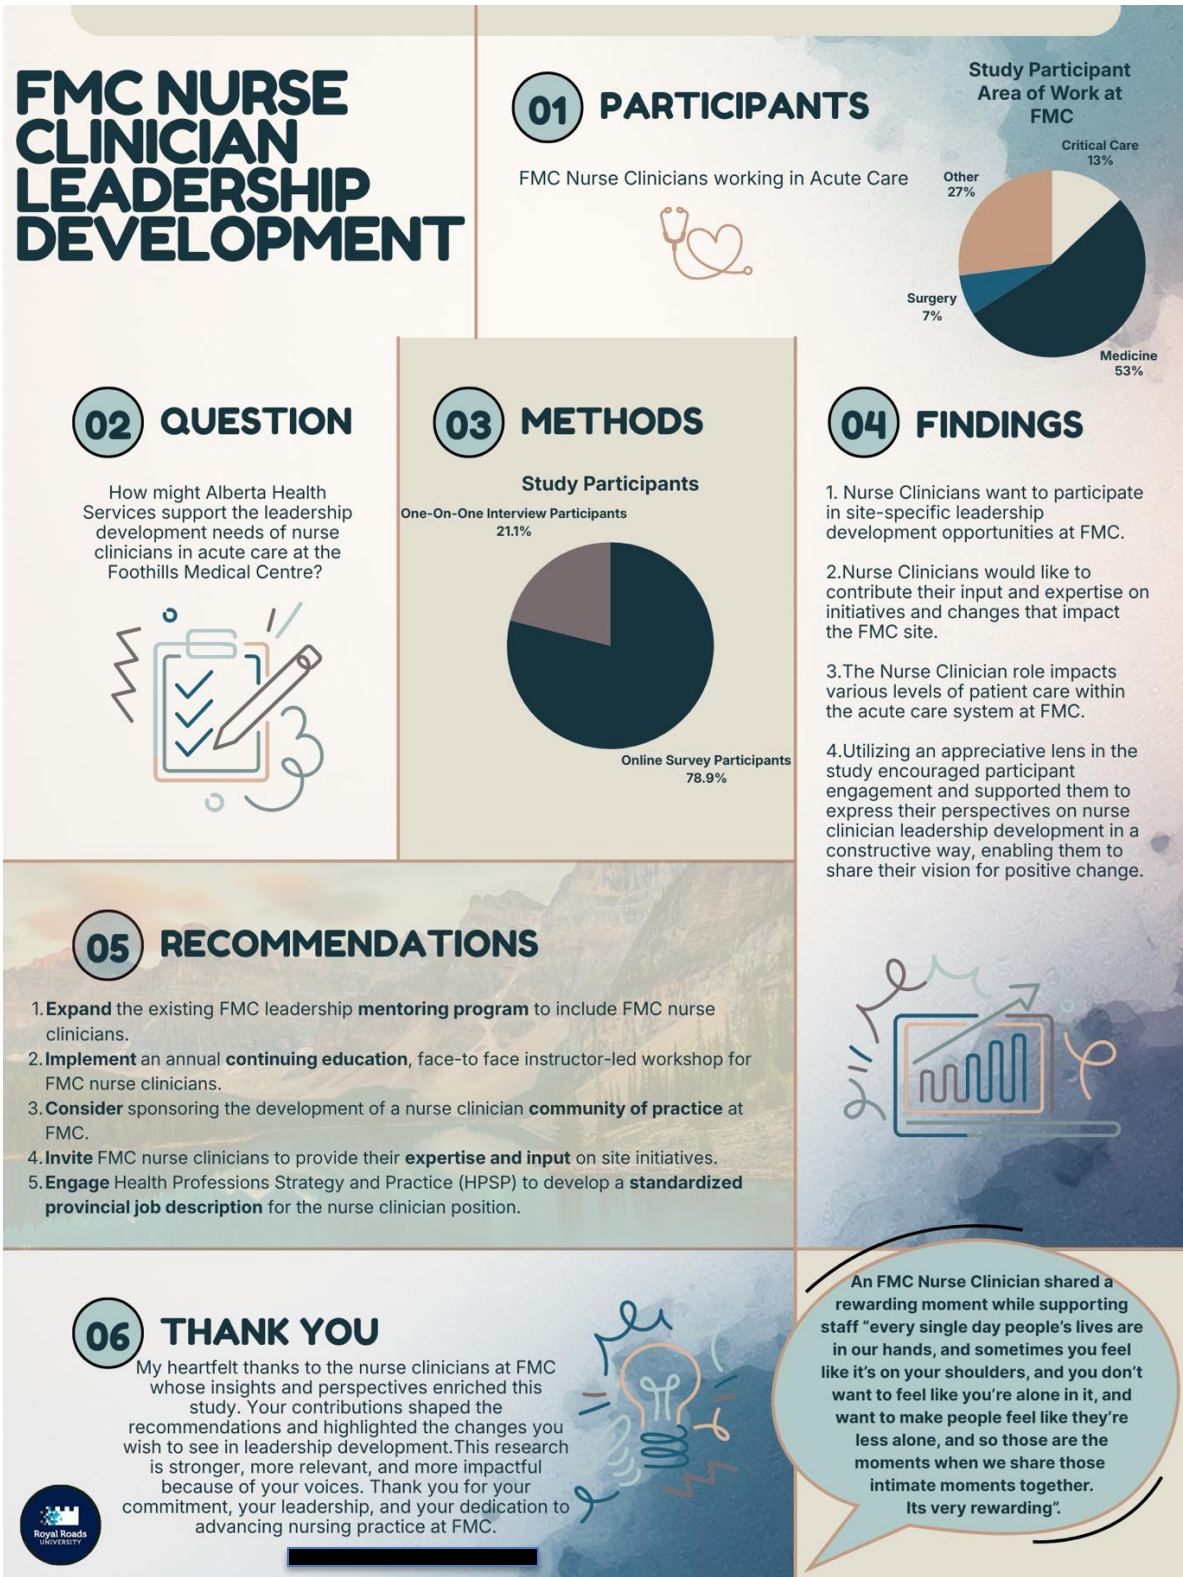 FMC NURSE
CLINICIAN
LEADERSHIP
DEVELOPMENT
01 PARTICIPANTS
FMC Nurse Clinicians working in Acute Care
Study Participant
Area of Work at
FMC
Critical Care
13%
Other
27%
Surgery
7%
Medicine
53%
02 QUESTION
How might Alberta Health
Services support the leadership
development needs of nurse
clinicians in acute care at the
Foothills Medical Centre?
03 METHODS
Study Participants
One-On-One Interview Participants
21.1%
Online Survey Participants
78.9%
04 FINDINGS
1. Nurse Clinicians want to participate
in site-specific leadership
development opportunities at FMC.
2.Nurse Clinicians would like to
contribute their input and expertise on
initiatives and changes that impact
the FMC site.
3.The Nurse Clinician role impacts
various levels of patient care within
the acute care system at FMC.
4.Utilizing an appreciative lens in the
study encouraged participant
engagement and supported them to
express their perspectives on nurse
clinician leadership development in a
constructive way, enabling them to
share their vision for positive change.
05 RECOMMENDATIONS
1. Expand the existing FMC leadership mentoring program to include FMC nurse
clinicians.
2. Implement an annual continuing education, face-to face instructor-led workshop for
FMC nurse clinicians.
3. Consider sponsoring the development of a nurse clinician community of practice at
FMC.
4. Invite FMC nurse clinicians to provide their expertise and input on site initiatives.
5. Engage Health Professions Strategy and Practice (HPSP) to develop a standardized
provincial job description for the nurse clinician position.
06 THANK YOU
My heartfelt thanks to the nurse clinicians at FMC
whose insights and perspectives enriched this
study. Your contributions shaped the
recommendations and highlighted the changes you
wish to see in leadership development.This research
is stronger, more relevant, and more impactful
because of your voices. Thank you for your
commitment, your leadership, and your dedication to
advancing nursing practice at FMC.
Royal Roads
UNIVERSITY
An FMC Nurse Clinician shared a
rewarding moment while supporting
staff “every single day people’s lives are
in our hands, and sometimes you feel
like it’s on your shoulders, and you don’t
want to feel like you’re alone in it, and
want to make people feel like they’re
less alone, and so those are the
moments when we share those
intimate moments together.
Its very rewarding”.